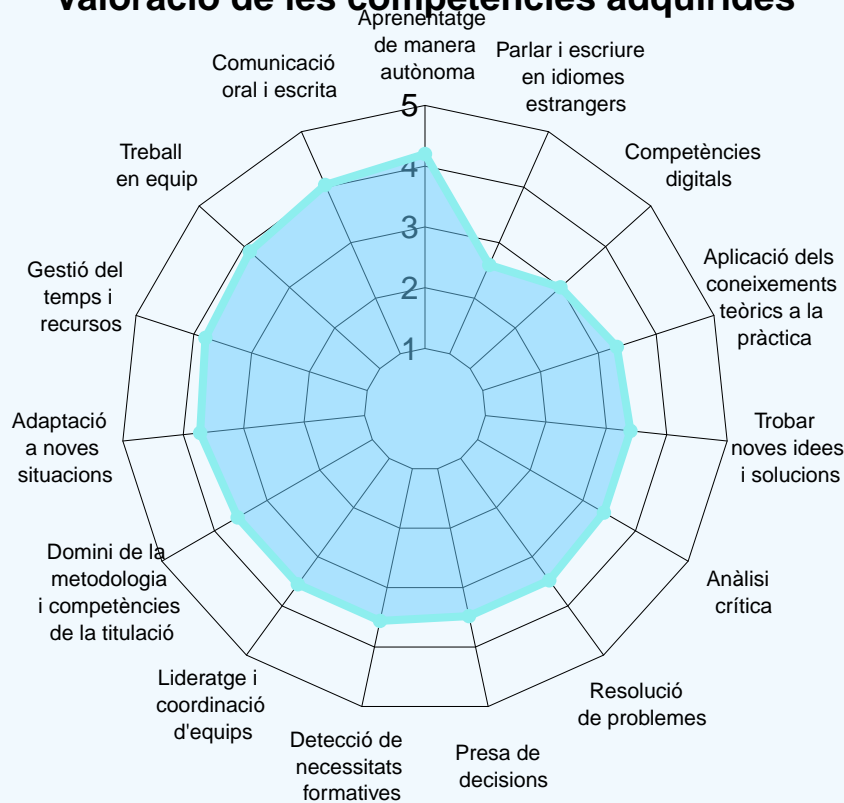 Valoració de les competències adquirides
Aprenentatge
de manera
autònoma
Parlar i escriure
en idiomes
estrangers
Competències
digitals
Aplicació dels
coneixements
teòrics a la
pràctica
Trobar
noves idees
i solucions
Anàlisi
crítica
Resolució
de problemes
Presa de
decisions
Detecció de
necessitats
formatives
Lideratge i
coordinació
d'equips
Domini de la
metodologia
i competències
de la titulació
Adaptació
a noves
situacions
Gestió del
temps i
recursos
Treball
en equip
Comunicació
oral i escrita
5
4
3
2
1